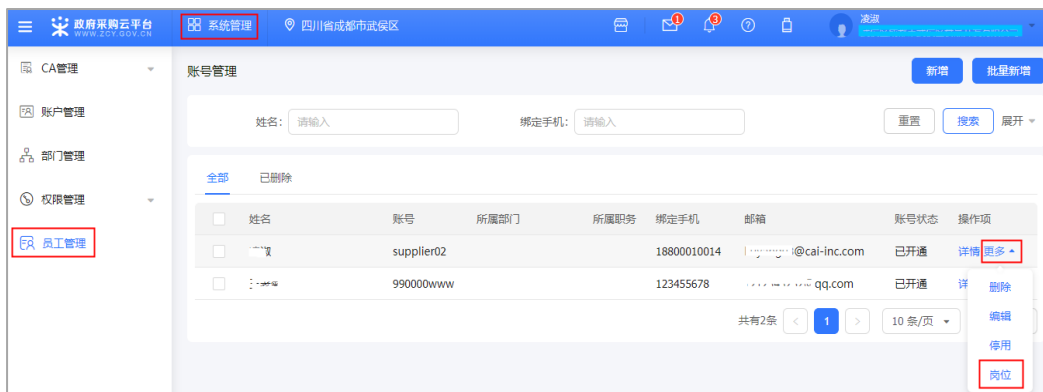 政府采购云平台 系统管理 四川省成都市武侯区 1 3 凌淑
WWW.ZCY.GOV.CN
CA管理
账户管理
部门管理
权限管理
员工管理
账号管理 新增 批量新增
姓名: 请输入 绑定手机: 请输入 重置 搜索 展开
全部 已删除
姓名 账号 所属部门 所属职务 绑定手机 邮箱 账号状态 操作项
supplier02 18800010014 @cai-inc.com 已开通 详情 更多
990000www 123455678 qq.com 已开通 详
删除
共有2条 < 1 > 10 条/页 编辑
停用
岗位